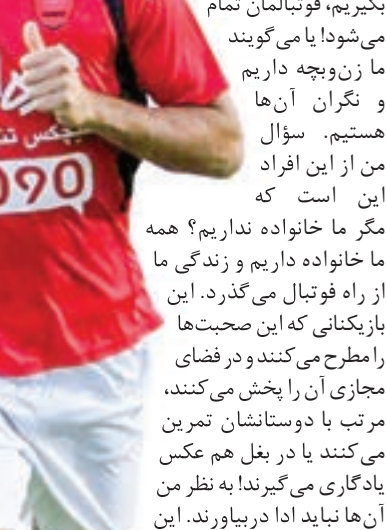 بگیریم، فوتبالمان تمام
می‌شود! یا می‌گویند
ما زن‌وبچه داریم
و نگران آن‌ها
هستیم. سؤال
من از این افراد
این است که
مگر ما خانواده نداریم؟ همه
ما خانواده داریم و زندگی ما
از راه فوتبال می‌گذرد. این
بازیکنانی که این صحبت‌ها
را مطرح می‌کنند و در فضای
مجازی آن را پخش می‌کنند،
مرتب با دوستانشان تمرین
می‌کنند یا در بغل هم عکس
یادگاری می‌گیرند! به نظر من
آن‌ها نباید ادا دربیاورند. این
090